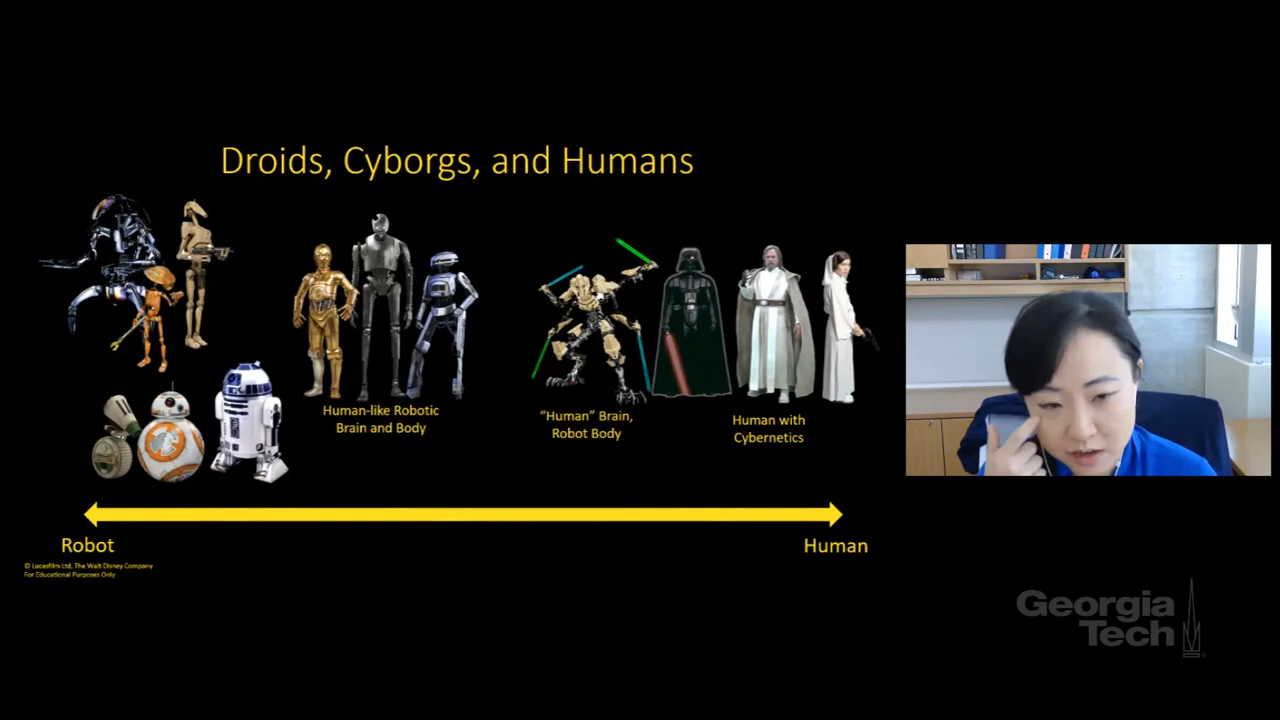 Droids, Cyborgs, and Humans
Human-like Robotic
Brain and Body
“Human” Brain,
Robot Body
Human with
Cybernetics
Robot
Human
© Lucasfilm Ltd, The Walt Disney Company
For Educational Purposes Only
Georgia
Tech